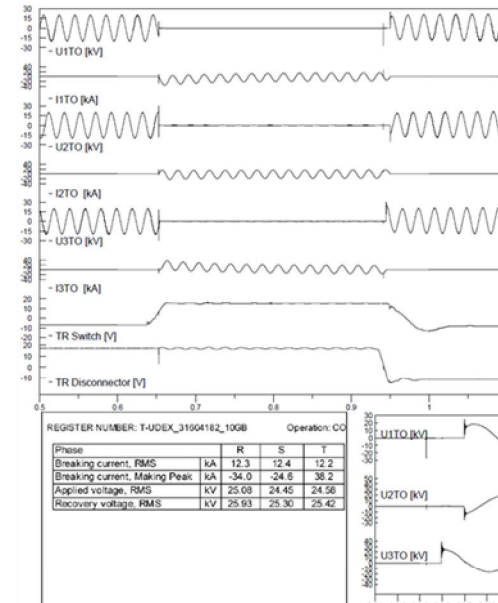 30
15
0
-15
-30
- U1TO [kV]
- I1TO [kA]
30
15
0
-15
-30
- U2TO [kV]
- I2TO [kA]
30
15
0
-15
-30
- U3TO [kV]
- I3TO [kA]
20
10
0
-10
- TR Switch [V]
20
10
0
-10
- TR Disconnector [V]
0.5 0.6 0.7 0.8 0.9 1
REGISTER NUMBER: T-UDEX_31604182_10GB Operation: CO
Phase R S T
Breaking current, RMS kA 12.3 12.4 12.2
Breaking current, Making Peak kA -34.0 -24.6 38.2
Applied voltage, RMS kV 25.08 24.45 24.56
Recovery voltage, RMS kV 25.93 25.30 25.42
U1TO [kV]
U2TO [kV]
U3TO [kV]